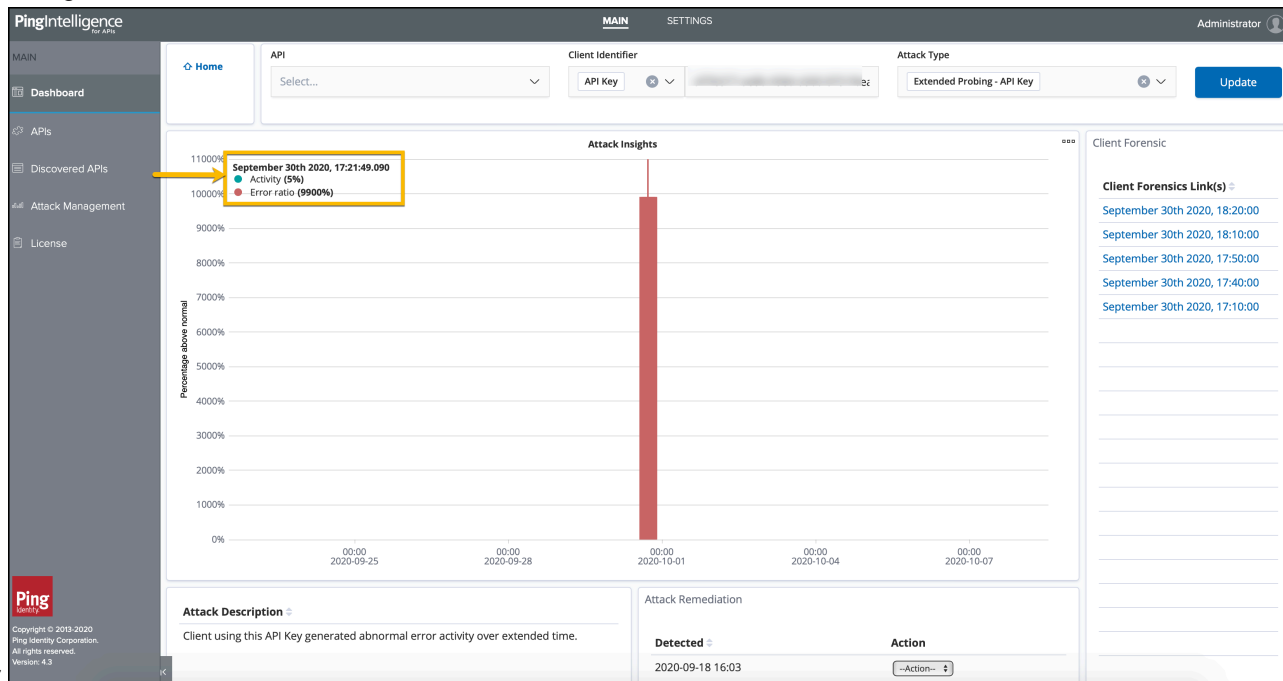 PingIntelligence
for APIs
MAIN
SETTINGS
Administrator
MAIN
Dashboard
APIs
Discovered APIs
Attack Management
License
Home
API
Select...
Client Identifier
API Key
Attack Type
Extended Probing - API Key
Update
Attack Insights
September 30th 2020, 17:21:49.090
Activity (5%)
Error ratio (9900%)
Percentage above normal
11000%
10000%
9000%
8000%
7000%
6000%
5000%
4000%
3000%
2000%
1000%
0%
00:00
2020-09-25
00:00
2020-09-28
00:00
2020-10-01
00:00
2020-10-04
00:00
2020-10-07
Client Forensic
Client Forensics Link(s)
September 30th 2020, 18:20:00
September 30th 2020, 18:10:00
September 30th 2020, 17:50:00
September 30th 2020, 17:40:00
September 30th 2020, 17:10:00
Attack Description
Client using this API Key generated abnormal error activity over extended time.
Attack Remediation
Detected
Action
2020-09-18 16:03
--Action--
Ping
Identity
Copyright © 2013-2020
Ping Identity Corporation.
All rights reserved.
Version: 4.3